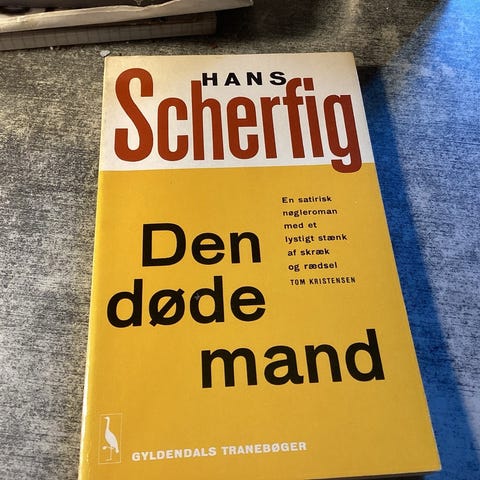 HANS
Scherfig
En satirisk
nøgleroman
med et
lystigt stænk
af skræk
og rædsel
TOM KRISTENSEN
Den
døde
mand
GYLDENDALS TRANEBØGER